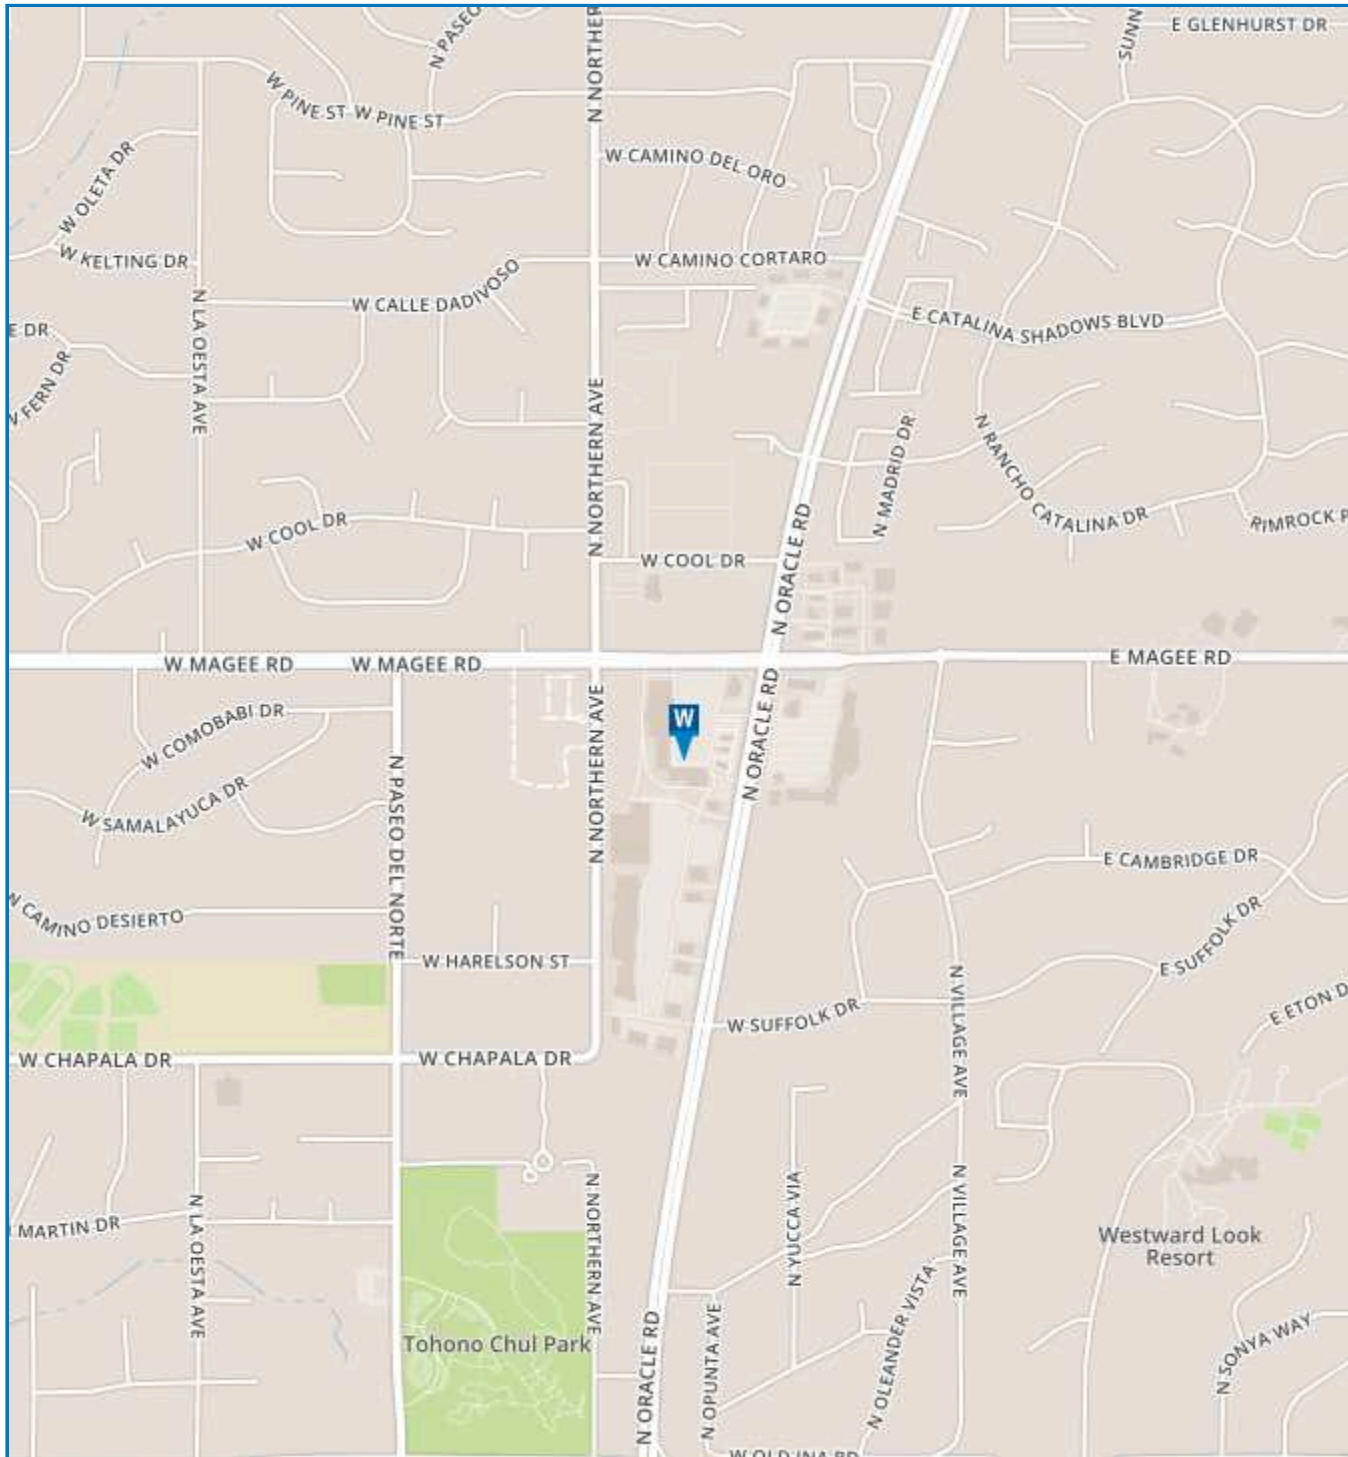 E GLENHURST DR
SUNN
N PASEO
N NORTHER
W PINE ST
W PINE ST
W CAMINO DEL ORO
W OLETA DR
W KELTING DR
W CAMINO CORTARO
W CALLE DADIVOSO
N LA OESTA AVE
E CATALINA SHADOWS BLVD
E DR
W FERN DR
N NORTHERN AVE
N MADRID DR
N RANCHO CATALINA DR
RIMROCK P
W COOL DR
W COOL DR
N ORACLE RD
W MAGEE RD
W MAGEE RD
E MAGEE RD
N ORACLE RD
N NORTHERN AVE
W
W COMOBABI DR
W SAMALAYUCA DR
N PASEO DEL NORTE
E CAMBRIDGE DR
W CAMINO DESIERTO
E SUFFOLK DR
W HARELSON ST
N VILLAGE AVE
W SUFFOLK DR
E ETON D
W CHAPALA DR
W CHAPALA DR
N YUCCA VIA
N VILLAGE AVE
N NORTHERN AVE
N LA OESTA AVE
MARTIN DR
Westward Look
Resort
N OLEANDER VISTA
Tohono Chul Park
N ORACLE RD
N OPUNTA AVE
N SONYA WAY
W OLD INA RD